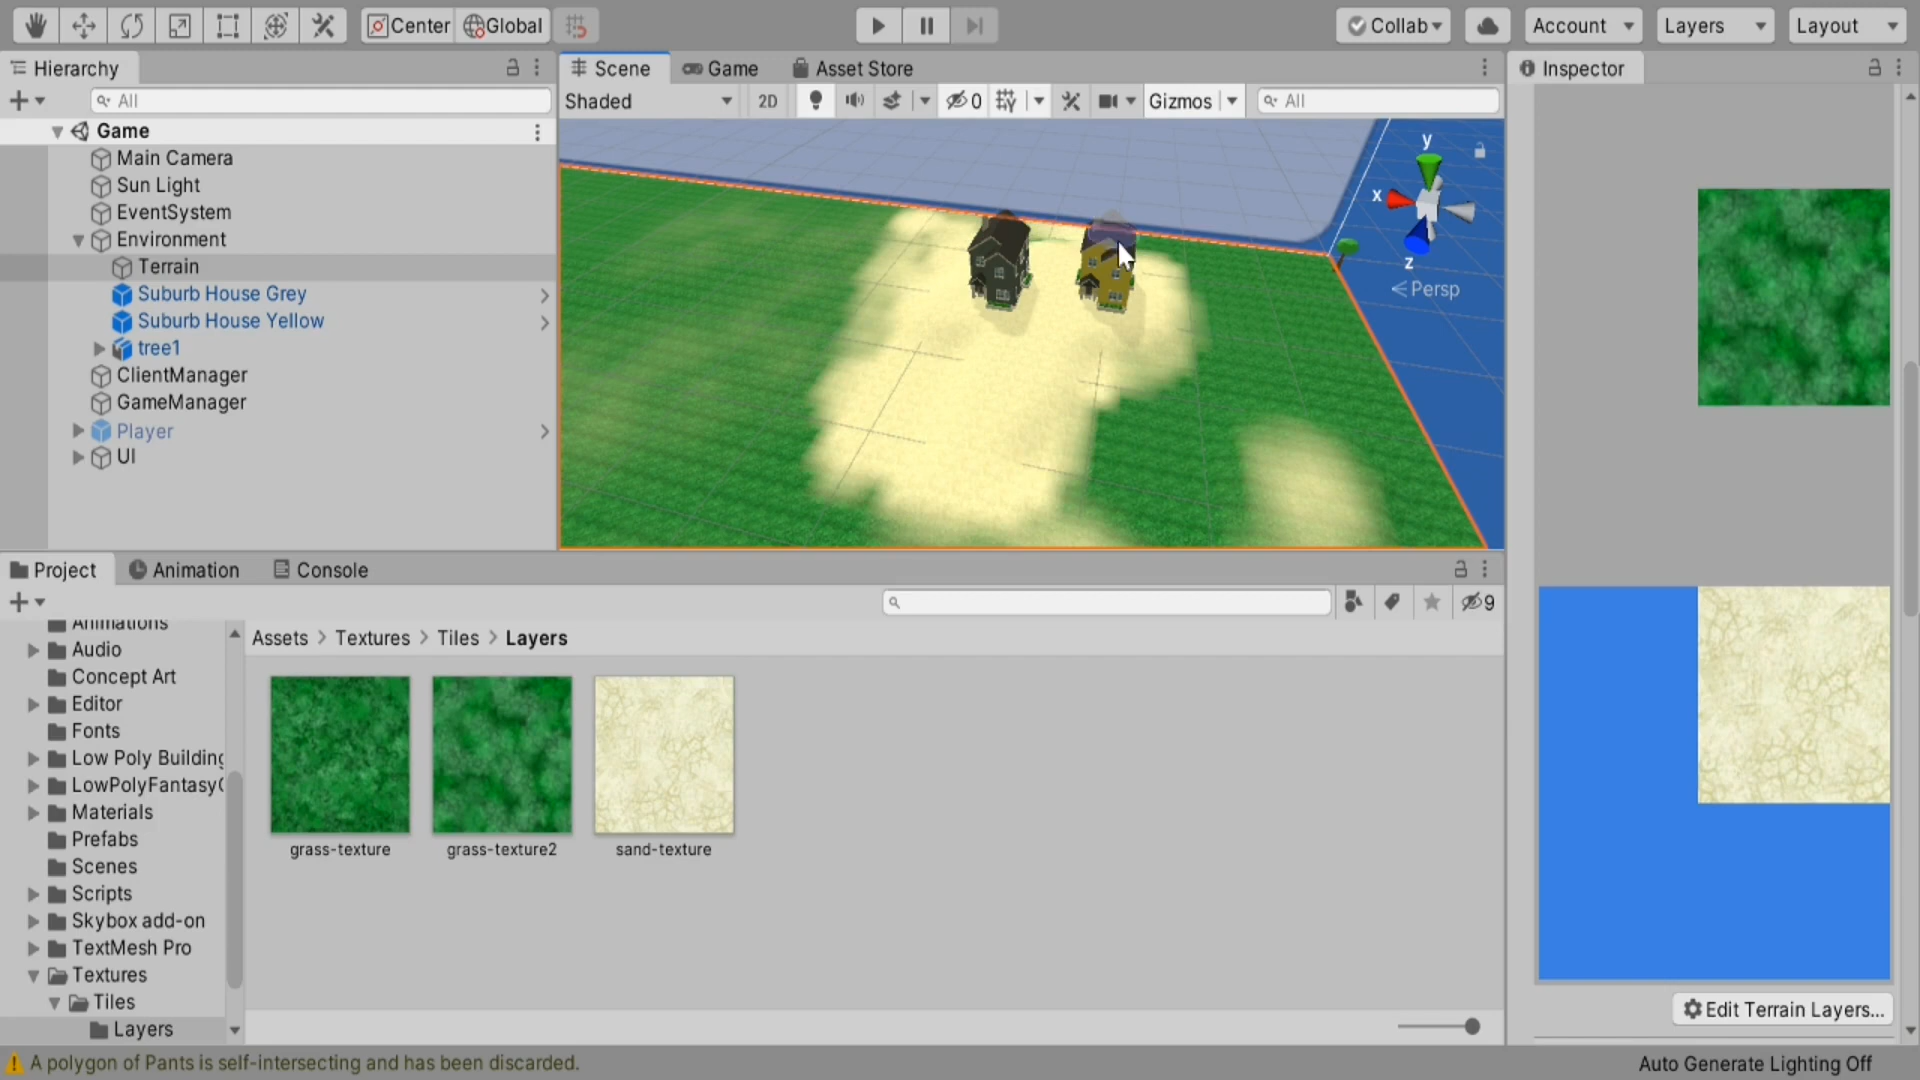 Center Global Collab Account Layers Layout
Hierarchy
All
Game
Main Camera
Sun Light
EventSystem
Environment
Terrain
Suburb House Grey
Suburb House Yellow
tree1
ClientManager
GameManager
Player
UI
Scene Game Asset Store
Shaded 2D 0 Gizmos All
y
x
z
Persp
Inspector
Edit Terrain Layers...
Project Animation Console
9
Animations
Audio
Concept Art
Editor
Fonts
Low Poly Building
LowPolyFantasy
Materials
Prefabs
Scenes
Scripts
Skybox add-on
TextMesh Pro
Textures
Tiles
Layers
Assets > Textures > Tiles > Layers
grass-texture grass-texture2 sand-texture
A polygon of Pants is self-intersecting and has been discarded.
Auto Generate Lighting Off